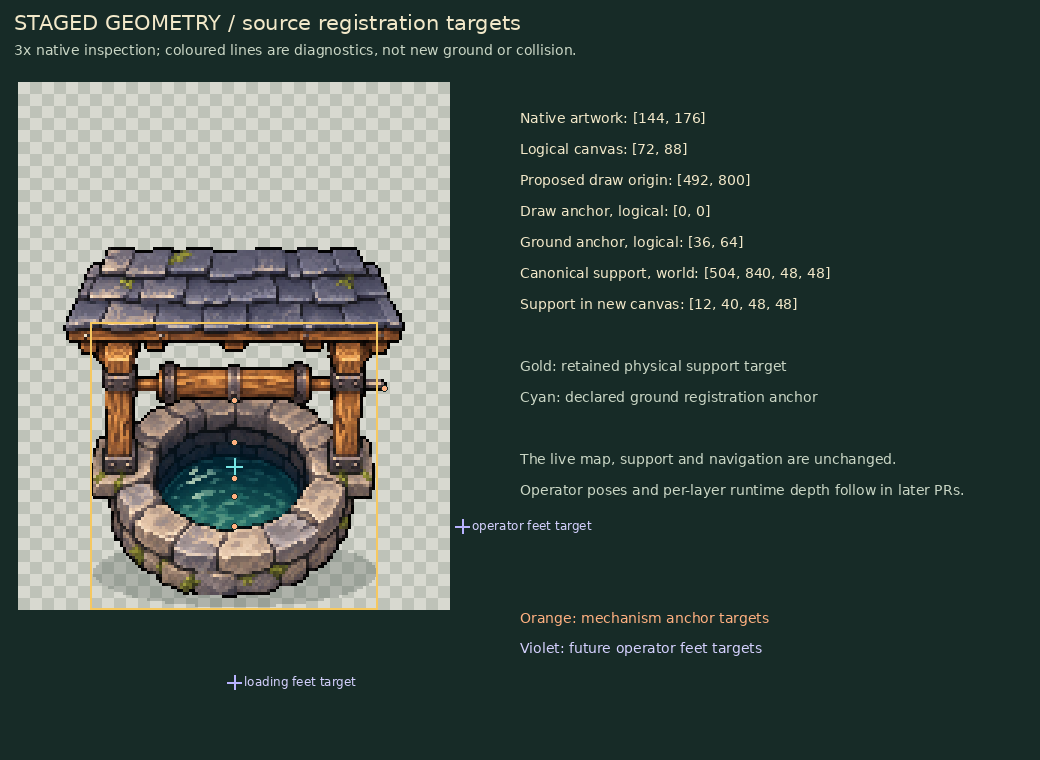 STAGED GEOMETRY / source registration targets
3x native inspection; coloured lines are diagnostics, not new ground or collision.
Native artwork: [144, 176]
Logical canvas: [72, 88]
Proposed draw origin: [492, 800]
Draw anchor, logical: [0, 0]
Ground anchor, logical: [36, 64]
Canonical support, world: [504, 840, 48, 48]
Support in new canvas: [12, 40, 48, 48]
Gold: retained physical support target
Cyan: declared ground registration anchor
The live map, support and navigation are unchanged.
Operator poses and per-layer runtime depth follow in later PRs.
operator feet target
Orange: mechanism anchor targets
Violet: future operator feet targets
loading feet target